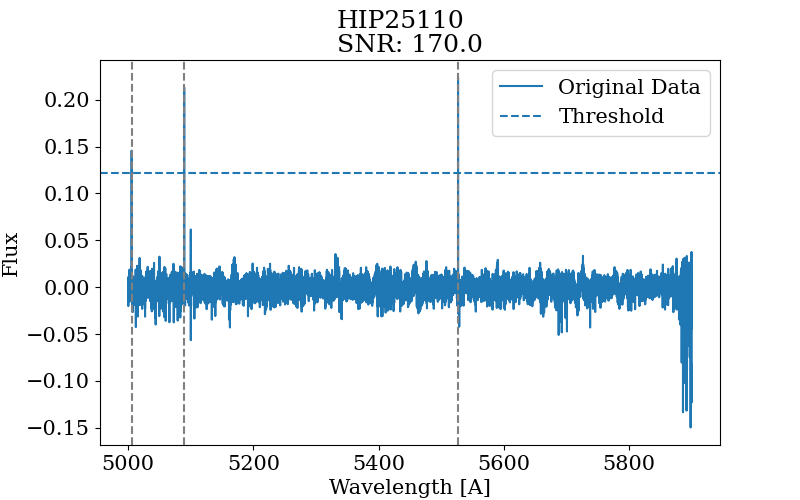 HIP25110
SNR: 170.0
Original Data
Threshold
Flux
0.20
0.15
0.10
0.05
0.00
−0.05
−0.10
−0.15
5000 5200 5400 5600 5800
Wavelength [A]